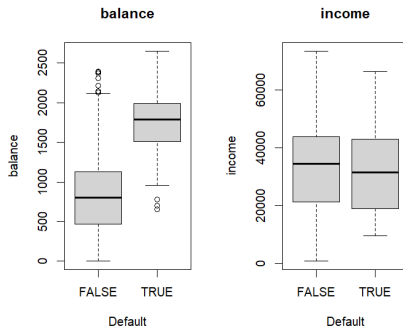 balance
balance
2500
2000
1500
1000
500
0
FALSE
TRUE
Default
income
income
60000
40000
20000
0
FALSE
TRUE
Default